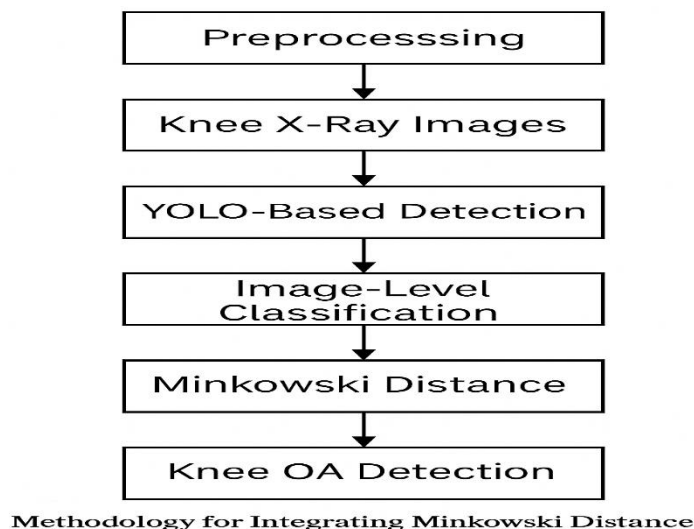 Preprocesssing
Knee X-Ray Images
YOLO-Based Detection
Image-Level
Classification
Minkowski Distance
Knee OA Detection
Methodology for Integrating Minkowski Distance